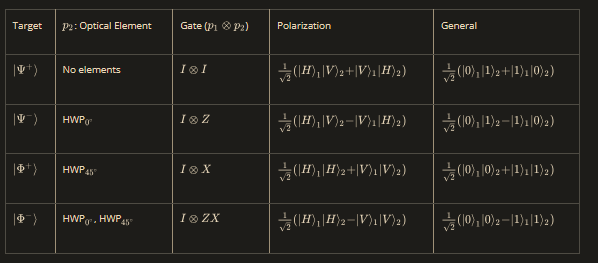 Target p₂: Optical Element Gate (p₁ ⊗ p₂) Polarization General
|Ψ⁺⟩ No elements I ⊗ I 1/√2(|H⟩₁|V⟩₂+|V⟩₁|H⟩₂) 1/√2(|0⟩₁|1⟩₂+|1⟩₁|0⟩₂)
|Ψ⁻⟩ HWP₀° I ⊗ Z 1/√2(|H⟩₁|V⟩₂−|V⟩₁|H⟩₂) 1/√2(|0⟩₁|1⟩₂−|1⟩₁|0⟩₂)
|Φ⁺⟩ HWP₄₅° I ⊗ X 1/√2(|H⟩₁|H⟩₂+|V⟩₁|V⟩₂) 1/√2(|0⟩₁|0⟩₂+|1⟩₁|1⟩₂)
|Φ⁻⟩ HWP₀°, HWP₄₅° I ⊗ ZX 1/√2(|H⟩₁|H⟩₂−|V⟩₁|V⟩₂) 1/√2(|0⟩₁|0⟩₂−|1⟩₁|1⟩₂)